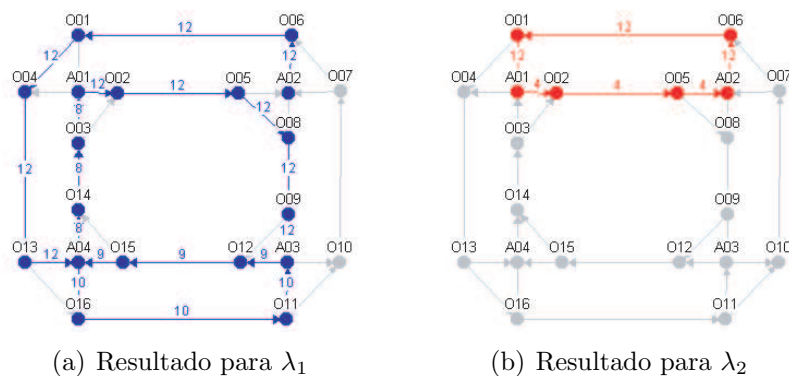 O01 12 O06
12 12
O04 A01 O02 O05 A02 O07
12 12 12
8
O03 O08
12 8 12
O14 O09
8 12
O13 A04 O15 O12 A03 O10
12 9 9 9
10 10
O16 10 O11
(a) Resultado para λ₁
O01 12 O06
12 12
O04 A01 O02 O05 A02 O07
4 4 4
O03 O08
O14 O09
O13 A04 O15 O12 A03 O10
O16 O11
(b) Resultado para λ₂